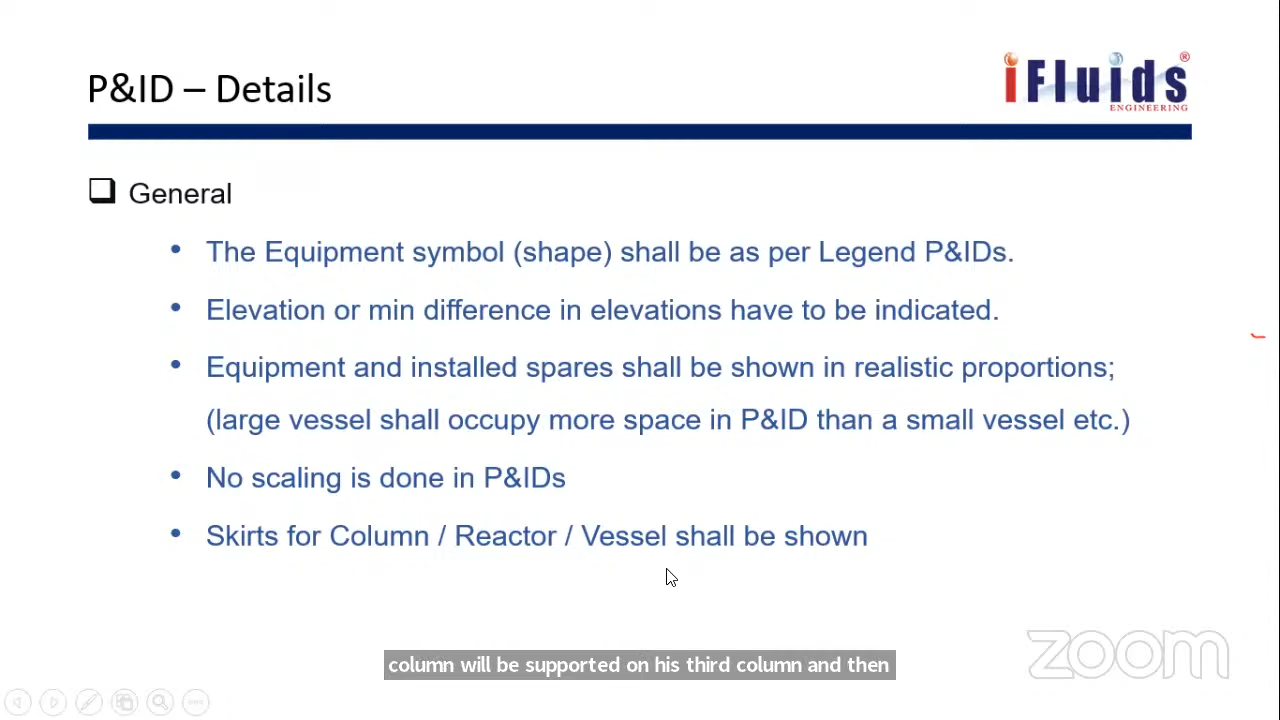 P&ID – Details
iFluids®
ENGINEERING
General
• The Equipment symbol (shape) shall be as per Legend P&IDs.
• Elevation or min difference in elevations have to be indicated.
• Equipment and installed spares shall be shown in realistic proportions;
(large vessel shall occupy more space in P&ID than a small vessel etc.)
• No scaling is done in P&IDs
• Skirts for Column / Reactor / Vessel shall be shown
column will be supported on his third column and then
zoom